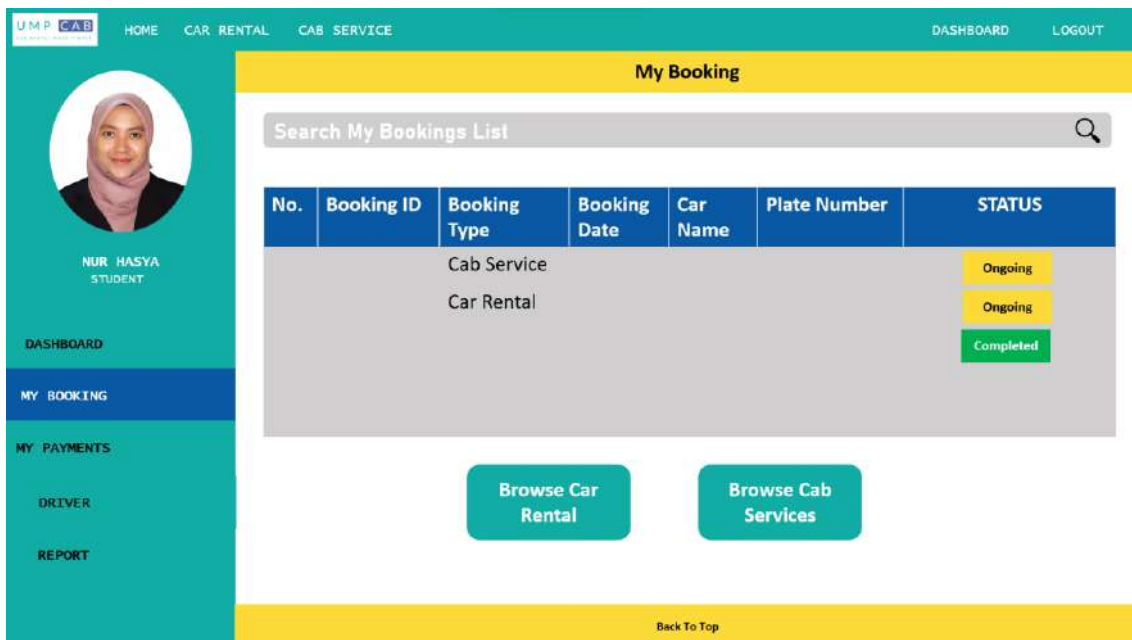 UMP CAB
HOME
CAR RENTAL
CAB SERVICE
DASHBOARD
LOGOUT
My Booking
NUR HASYA
STUDENT
DASHBOARD
MY BOOKING
MY PAYMENTS
DRIVER
REPORT
Search My Bookings List
No.
Booking ID
Booking
Type
Booking
Date
Car
Name
Plate Number
STATUS
Cab Service
Ongoing
Car Rental
Ongoing
Completed
Browse Car
Rental
Browse Cab
Services
Back To Top